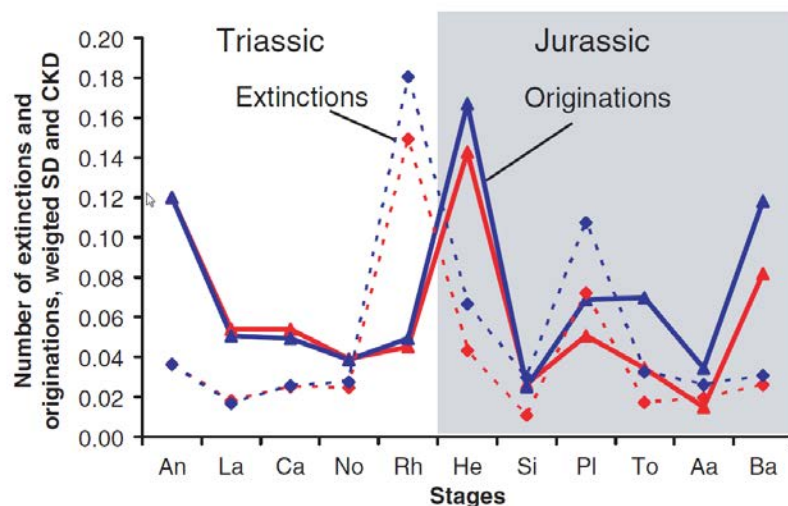 Triassic
Jurassic
Extinctions
Originations
Number of extinctions and
originations, weigted SD and CKD
0.20
0.18
0.16
0.14
0.12
0.10
0.08
0.06
0.04
0.02
0.00
An La Ca No Rh He Si Pl To Aa Ba
Stages